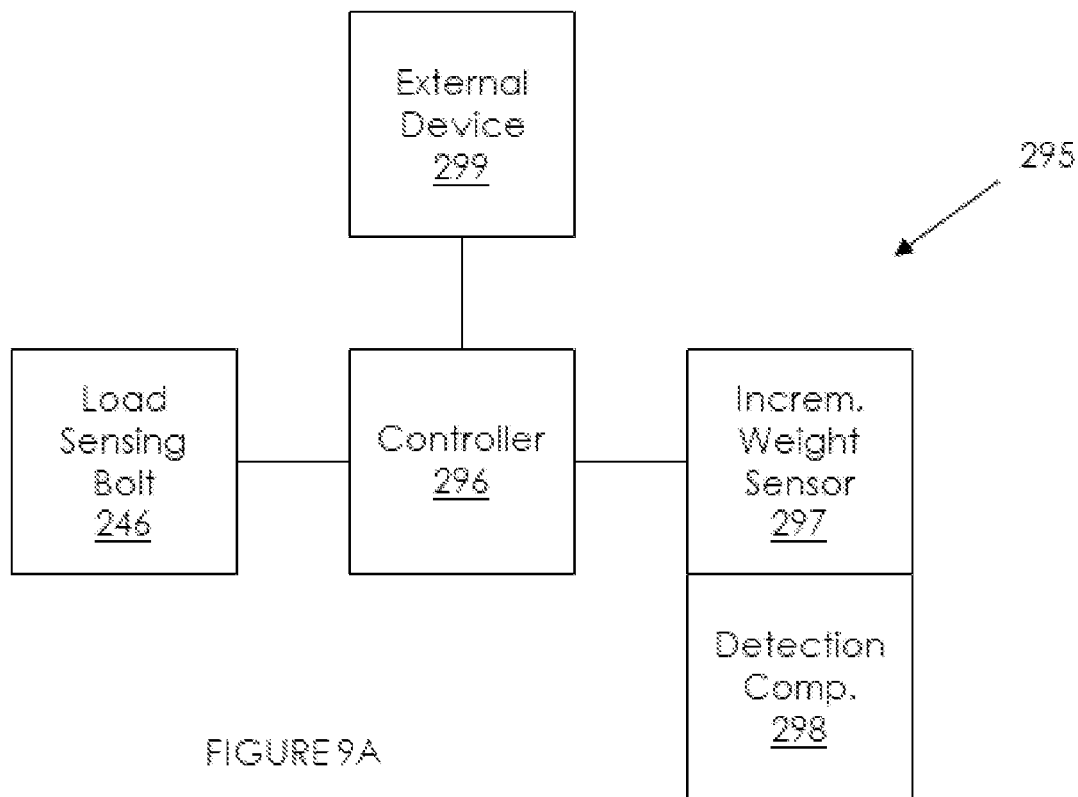 External
Device
299
295
Load
Sensing
Bolt
246
Controller
296
Increm.
Weight
Sensor
297
Detection
Comp.
298
FIGURE 9A